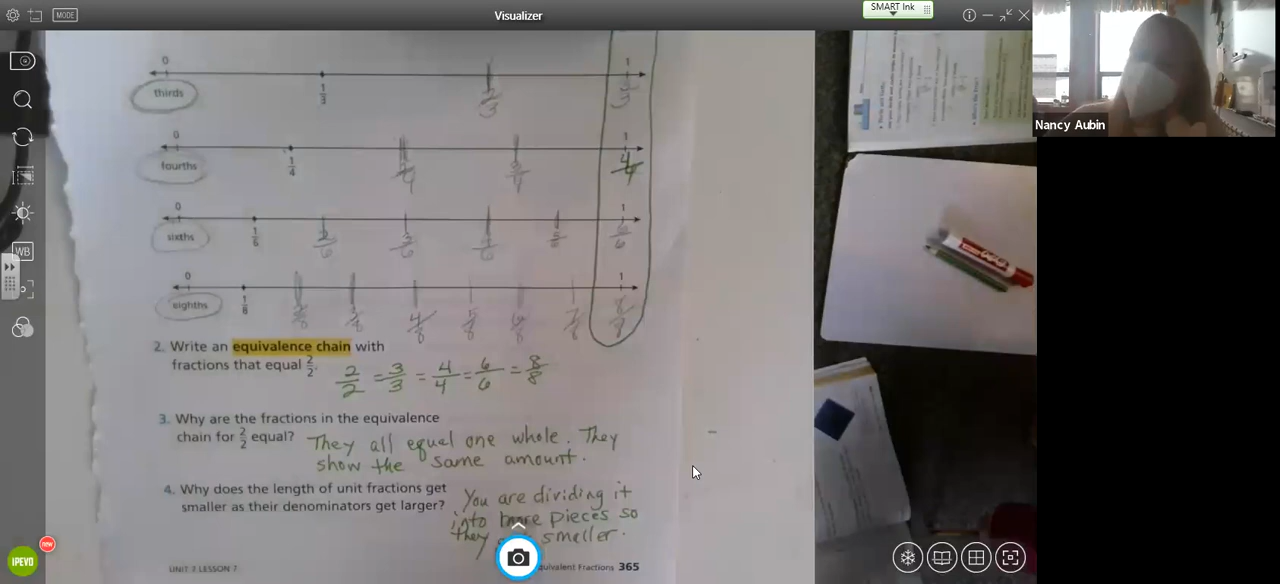 Visualizer
SMART Ink
MODE
Nancy Aubin
0
1
thirds
1/3
2/3
3/3
0
1
fourths
1/4
2/4
3/4
4/4
0
1
sixths
1/6
2/6
3/6
4/6
5/6
6/6
0
1
eighths
1/8
2/8
3/8
4/8
5/8
6/8
7/8
8/8
2. Write an equivalence chain with
fractions that equal 2/2.
2/2 = 3/3 = 4/4 = 6/6 = 8/8
3. Why are the fractions in the equivalence
chain for 2/2 equal? They all equal one whole. They
show the same amount.
4. Why does the length of unit fractions get
smaller as their denominators get larger?
You are dividing it
into more pieces so
they smaller.
WB
new
IPEVO
UNIT 7 LESSON 7
Equivalent Fractions 365